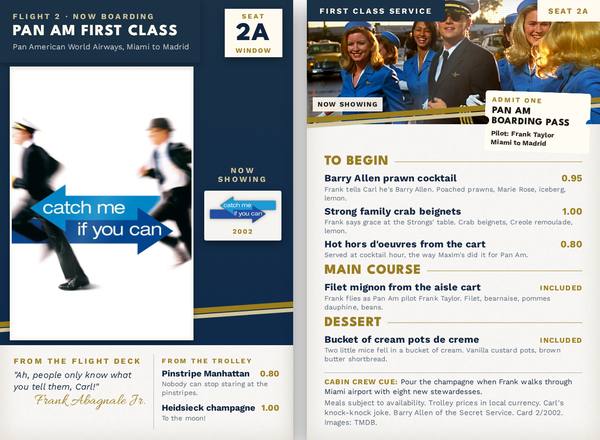 FLIGHT 2 · NOW BOARDING
PAN AM FIRST CLASS
Pan American World Airways, Miami to Madrid
SEAT
2A
WINDOW
catch me
if you can
NOW
SHOWING
catch me
if you can
2002
FROM THE FLIGHT DECK
"Ah, people only know what
you tell them, Carl!"
Frank Abagnale Jr.
FROM THE TROLLEY
Pinstripe Manhattan 0.80
Nobody can stop staring at the
pinstripes.
Heidsieck champagne 1.00
To the moon!
FIRST CLASS SERVICE
SEAT 2A
NOW SHOWING
ADMIT ONE
PAN AM
BOARDING PASS
Pilot: Frank Taylor
Miami to Madrid
TO BEGIN
Barry Allen prawn cocktail 0.95
Frank tells Carl he's Barry Allen. Poached prawns, Marie Rose, iceberg,
lemon.
Strong family crab beignets 1.00
Frank says grace at the Strongs' table. Crab beignets, Creole remoulade,
lemon.
Hot hors d'oeuvres from the cart 0.80
Served at cocktail hour, the way Maxim's did it for Pan Am.
MAIN COURSE
Filet mignon from the aisle cart INCLUDED
Frank flies as Pan Am pilot Frank Taylor. Filet, bearnaise, pommes
dauphine, beans.
DESSERT
Bucket of cream pots de creme INCLUDED
Two little mice fell in a bucket of cream. Vanilla custard pots, brown
butter shortbread.
CABIN CREW CUE: Pour the champagne when Frank walks through
Miami airport with eight new stewardesses.
Meals subject to availability. Trolley prices in local currency. Carl's
knock-knock joke. Barry Allen of the Secret Service. Card 2/2002.
Images: TMDB.